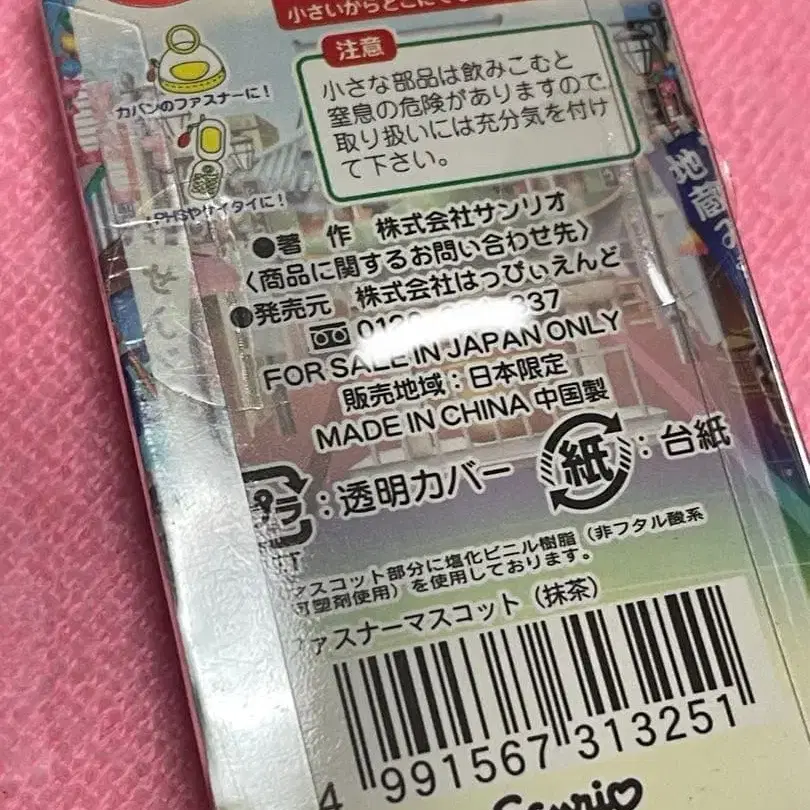 小さいからどこにでも
注意
小さな部品は飲みこむと
窒息の危険がありますので
取り扱いには充分気を付け
て下さい。
カバンのファスナーに!
PHSやケイタイに!
地蔵
せんべ
●著 作 株式会社サンリオ
〈商品に関するお問い合わせ先〉
●発売元 株式会社はっぴぃえんど
337
FOR SALE IN JAPAN ONLY
販売地域:日本限定
MADE IN CHINA 中国製
プラ:透明カバー 紙:台紙
マスコット部分に塩化ビニル樹脂(非フタル酸系
可塑剤使用)を使用しております。
ファスナーマスコット(抹茶)
4 991567 313251
Sanrio